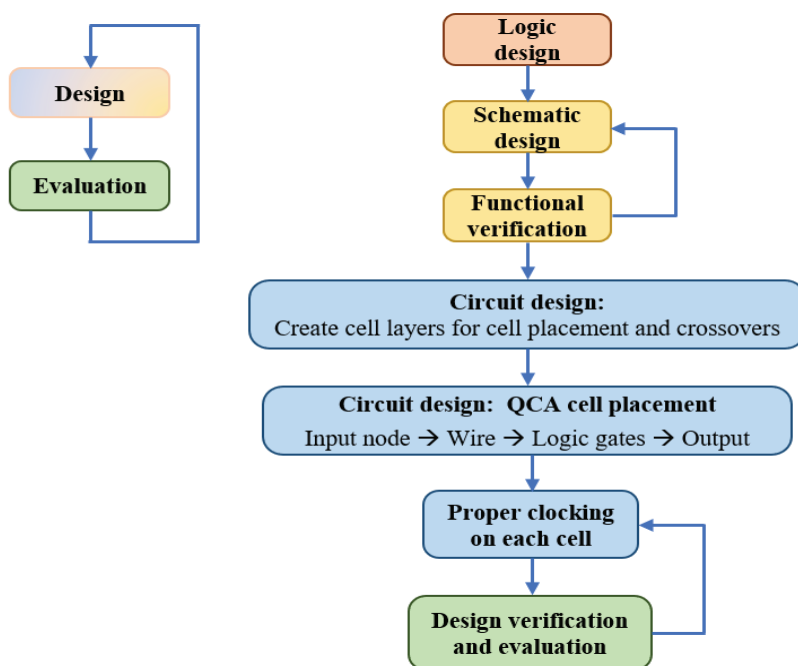 Design
Evaluation
Logic
design
Schematic
design
Functional
verification
Circuit design:
Create cell layers for cell placement and crossovers
Circuit design: QCA cell placement
Input node → Wire → Logic gates → Output
Proper clocking
on each cell
Design verification
and evaluation